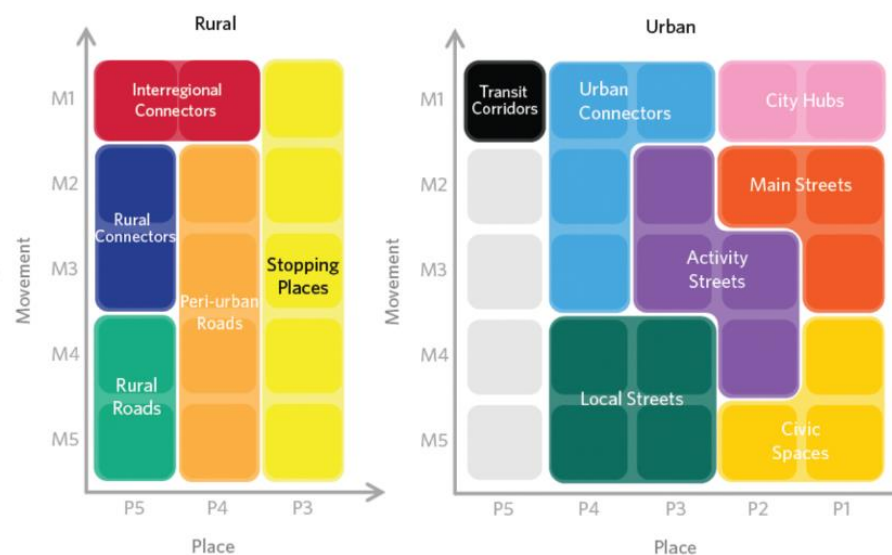 Rural
Movement
M1
M2
M3
M4
M5
Interregional
Connectors
Rural
Connectors
Peri-urban
Roads
Stopping
Places
Rural
Roads
P5
P4
P3
Place
Urban
Movement
M1
M2
M3
M4
M5
Transit
Corridors
Urban
Connectors
City Hubs
Main Streets
Activity
Streets
Local Streets
Civic
Spaces
P5
P4
P3
P2
P1
Place